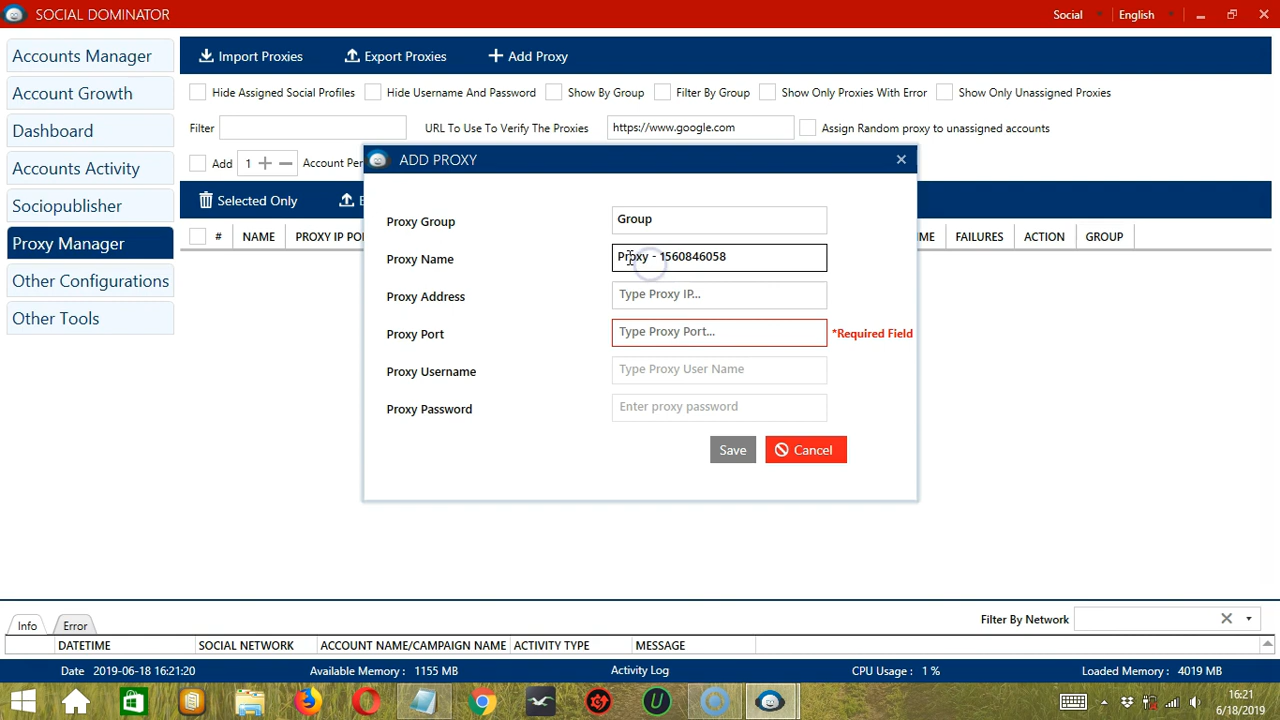 SOCIAL DOMINATOR
Social
English
Accounts Manager
Account Growth
Dashboard
Accounts Activity
Sociopublisher
Proxy Manager
Other Configurations
Other Tools
Import Proxies
Export Proxies
Add Proxy
Hide Assigned Social Profiles
Hide Username And Password
Show By Group
Filter By Group
Show Only Proxies With Error
Show Only Unassigned Proxies
Filter
URL To Use To Verify The Proxies
https://www.google.com
Assign Random proxy to unassigned accounts
Add
1
Account Per
Selected Only
E
# NAME PROXY IP POI ME FAILURES ACTION GROUP
ADD PROXY
Proxy Group
Group
Proxy Name
Proxy - 1560846058
Proxy Address
Type Proxy IP...
Proxy Port
Type Proxy Port...
*Required Field
Proxy Username
Type Proxy User Name
Proxy Password
Enter proxy password
Save
Cancel
Info
Error
Filter By Network
DATETIME SOCIAL NETWORK ACCOUNT NAME/CAMPAIGN NAME ACTIVITY TYPE MESSAGE
Date 2019-06-18 16:21:20
Available Memory : 1155 MB
Activity Log
CPU Usage : 1 %
Loaded Memory : 4019 MB
16:21
6/18/2019